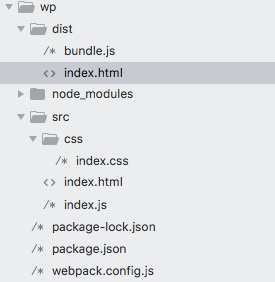 wp
dist
/* bundle.js
<> index.html
node_modules
src
css
/* index.css
<> index.html
/* index.js
/* package-lock.json
/* package.json
/* webpack.config.js